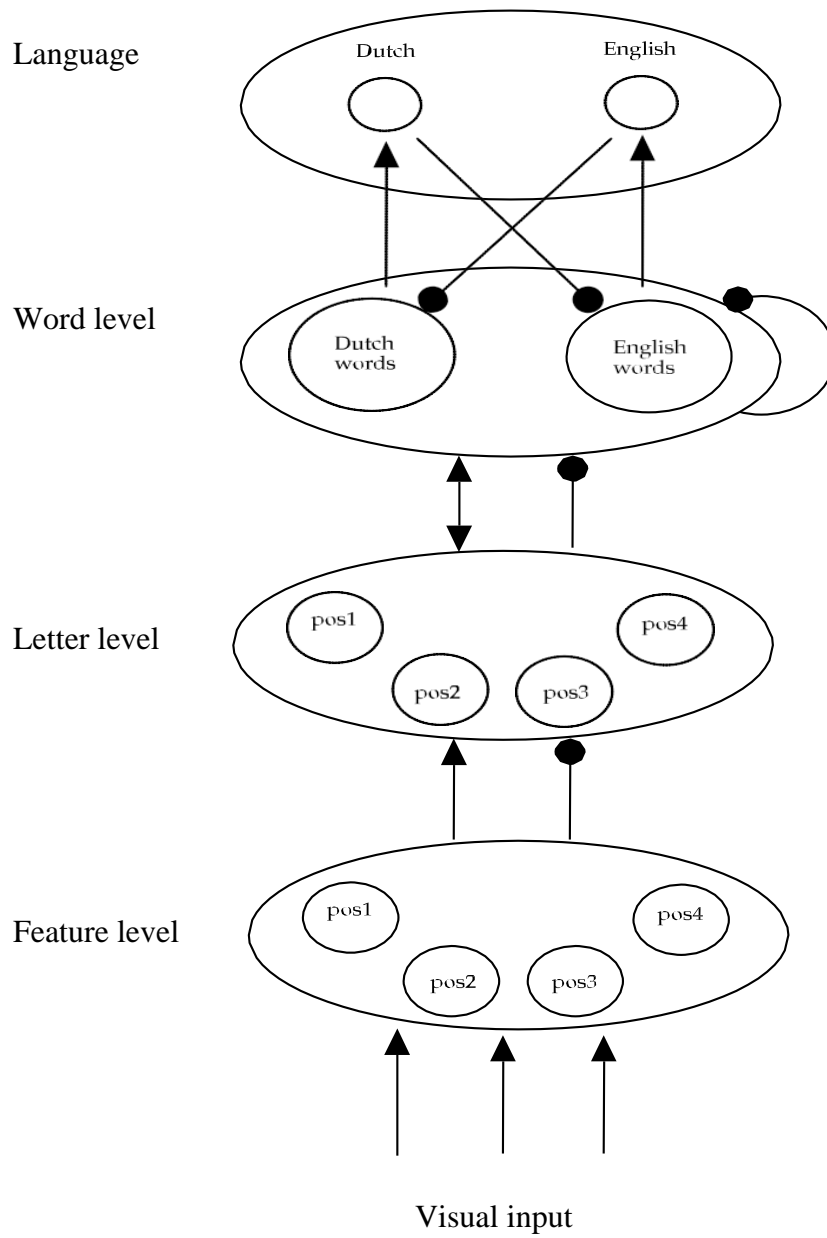 Language
Dutch English
Word level
Dutch
words
English
words
Letter level
pos1 pos4
pos2 pos3
Feature level
pos1 pos4
pos2 pos3
Visual input